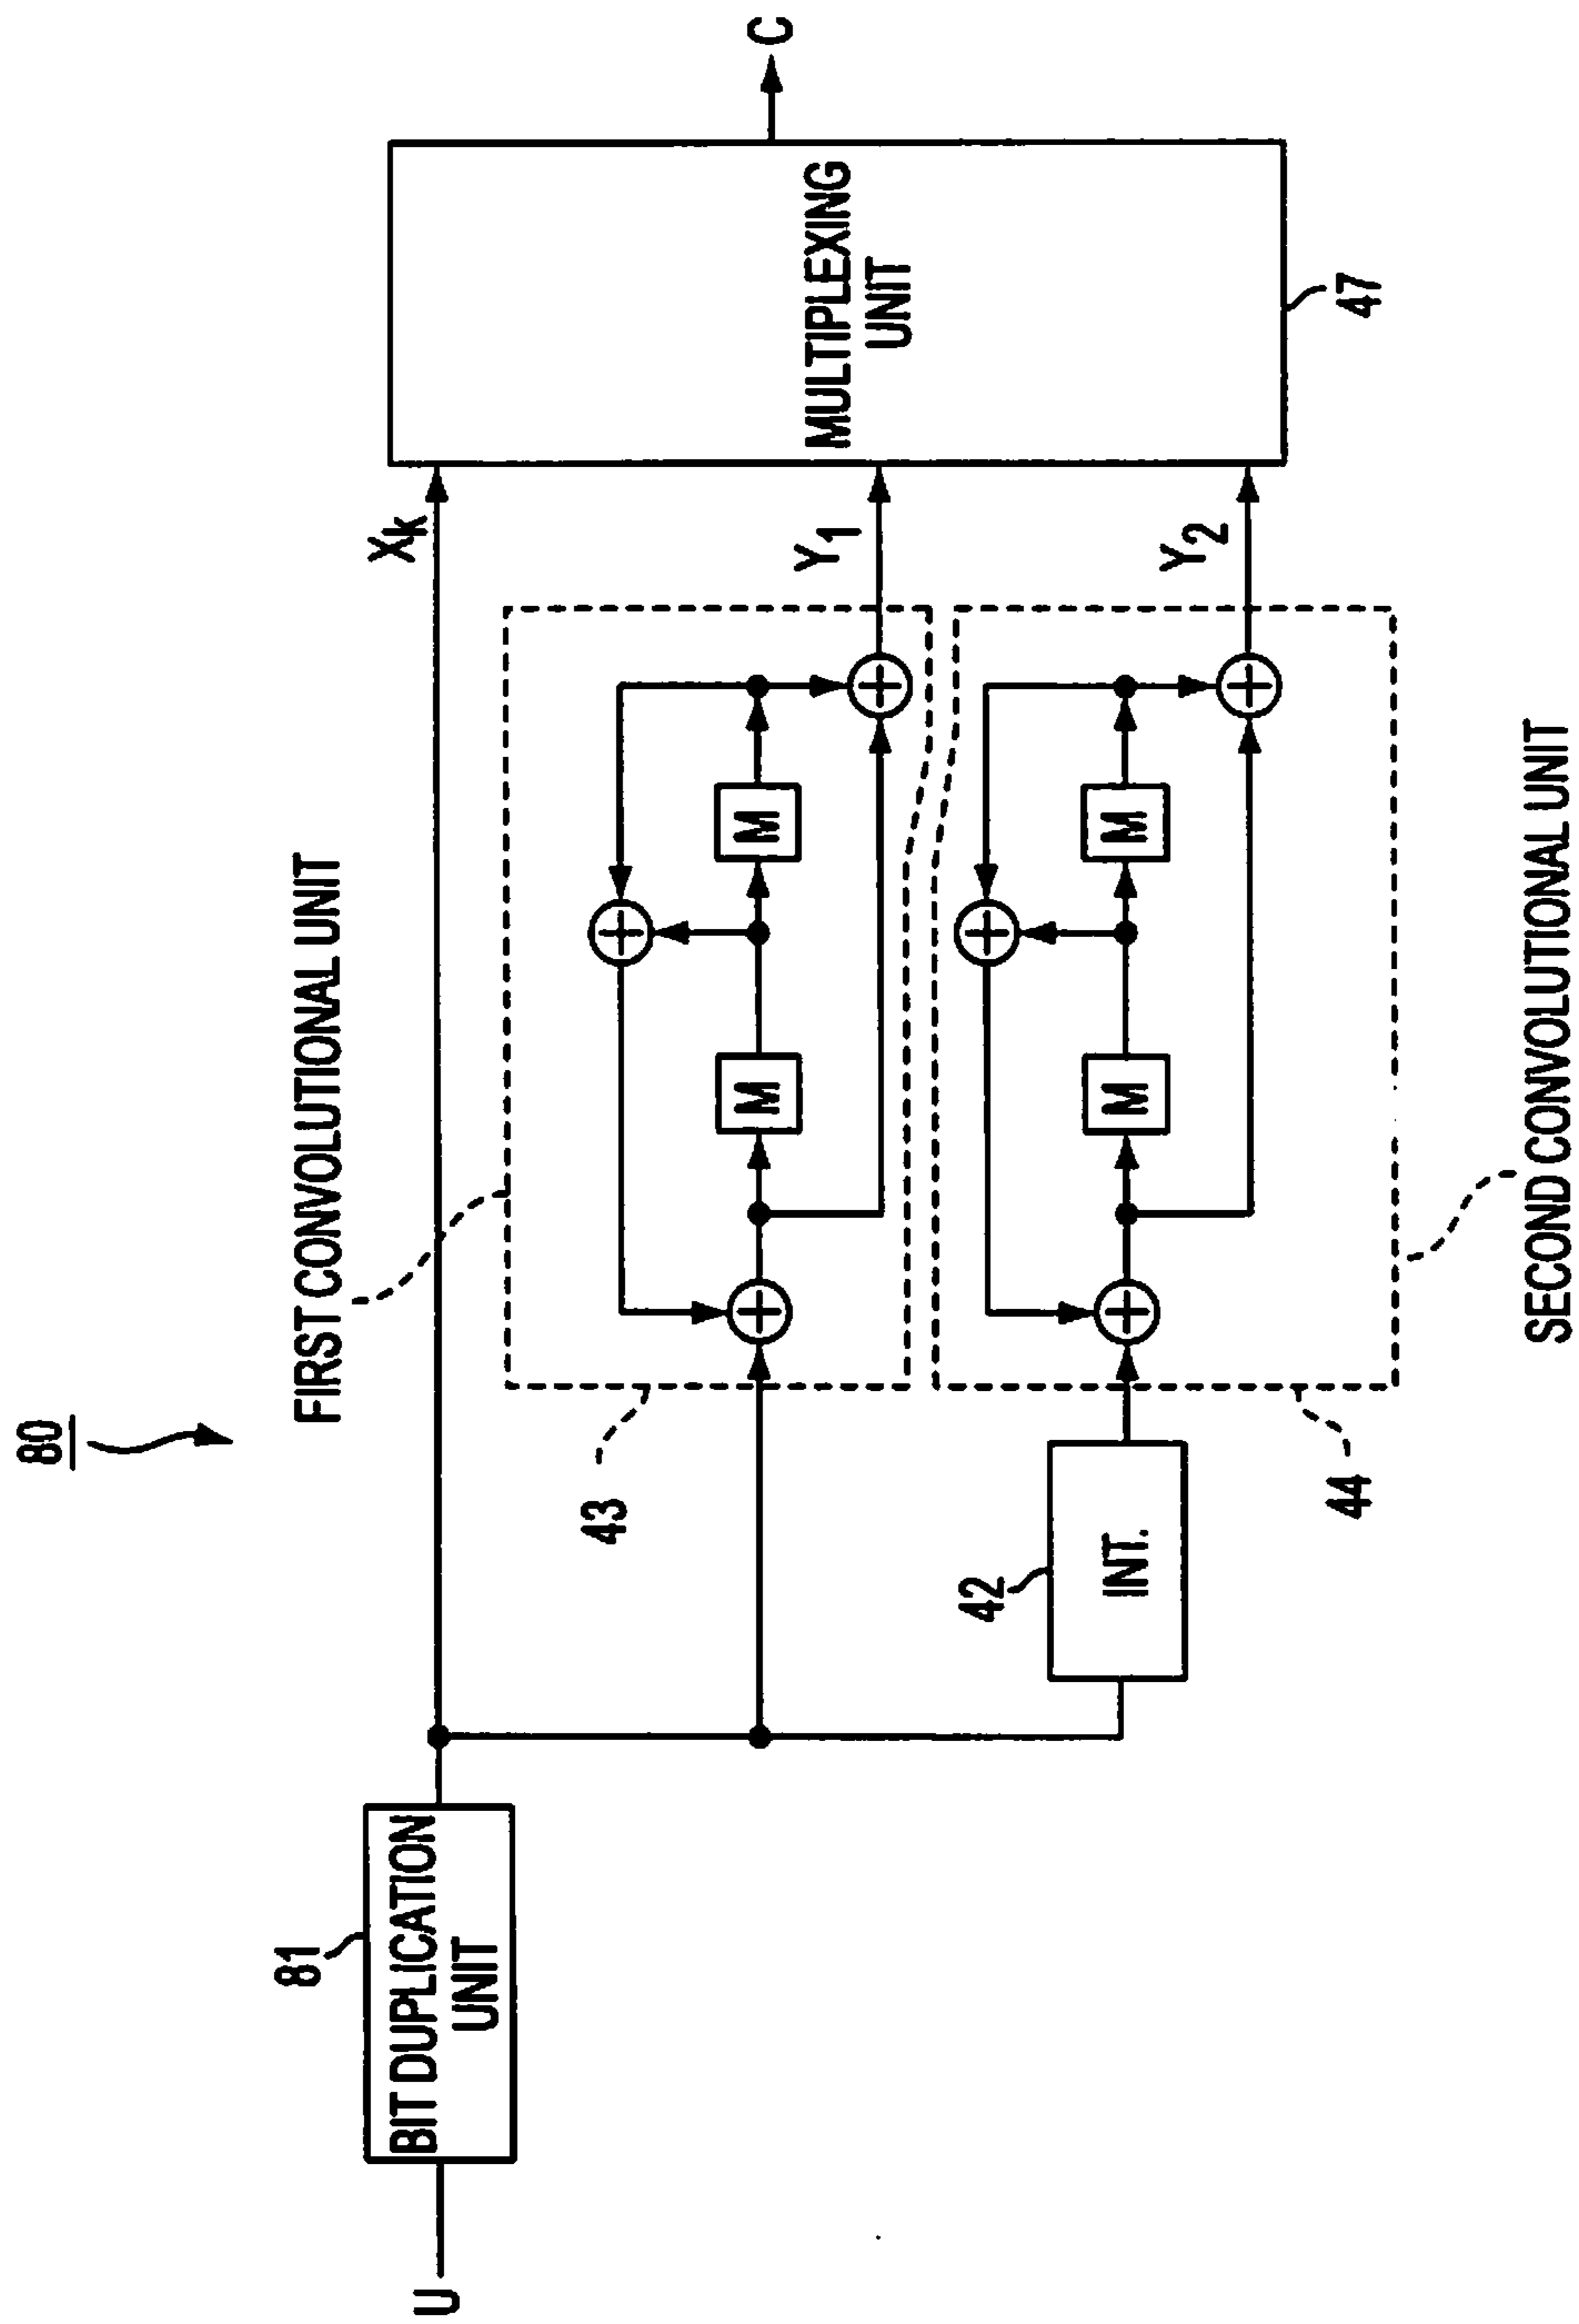 80
FIRST CONVOLUTIONAL UNIT
U
81
BIT DUPLICATION
UNIT
Xk
43
M
M
Y1
42
INT.
44
M
M
Y2
MULTIPLEXING
UNIT
47
C
SECOND CONVOLUTIONAL UNIT